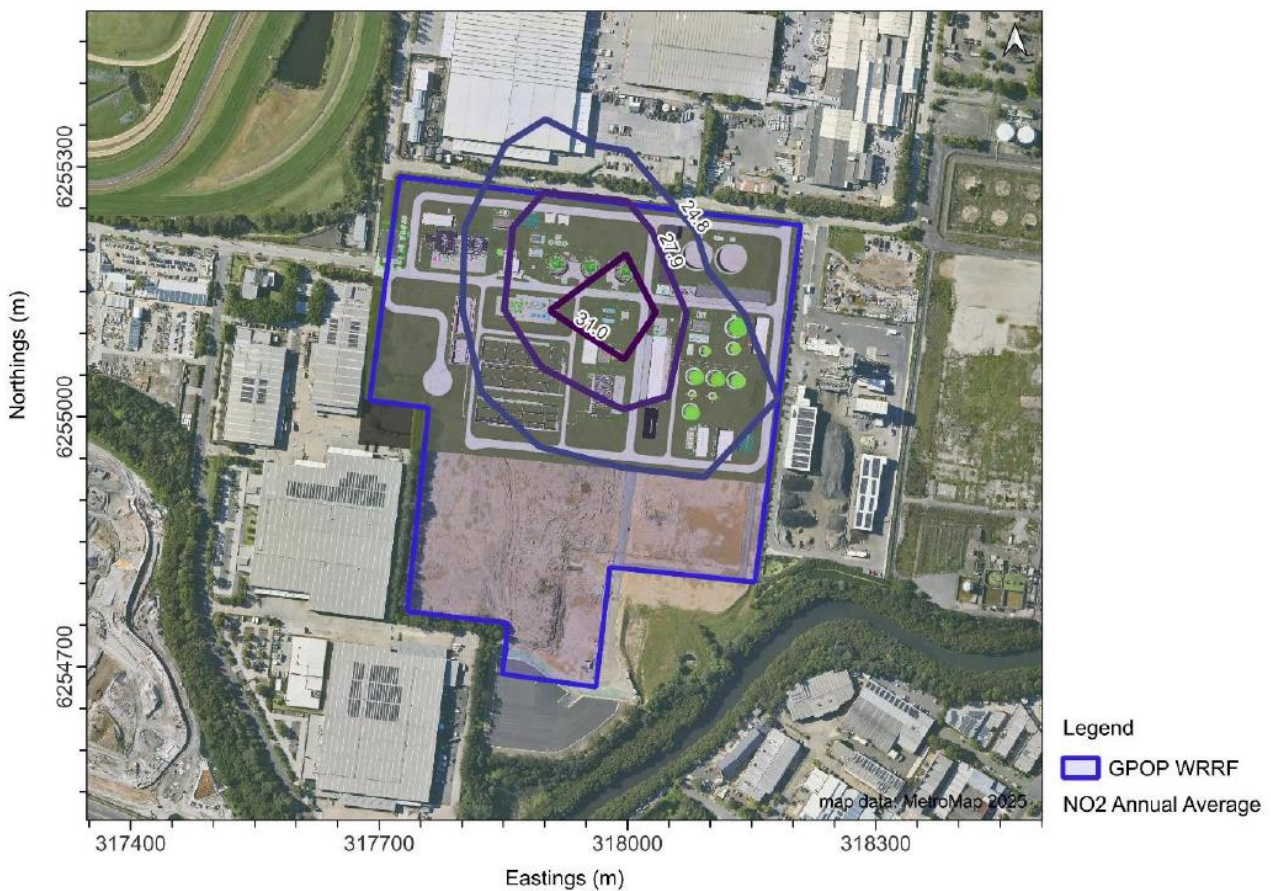 6255300
6255000
6254700
Northings (m)
24.8
27.9
31.0
map data: MetroMap 2025
317400
317700
318000
318300
Eastings (m)
Legend
GPOP WRRF
NO2 Annual Average